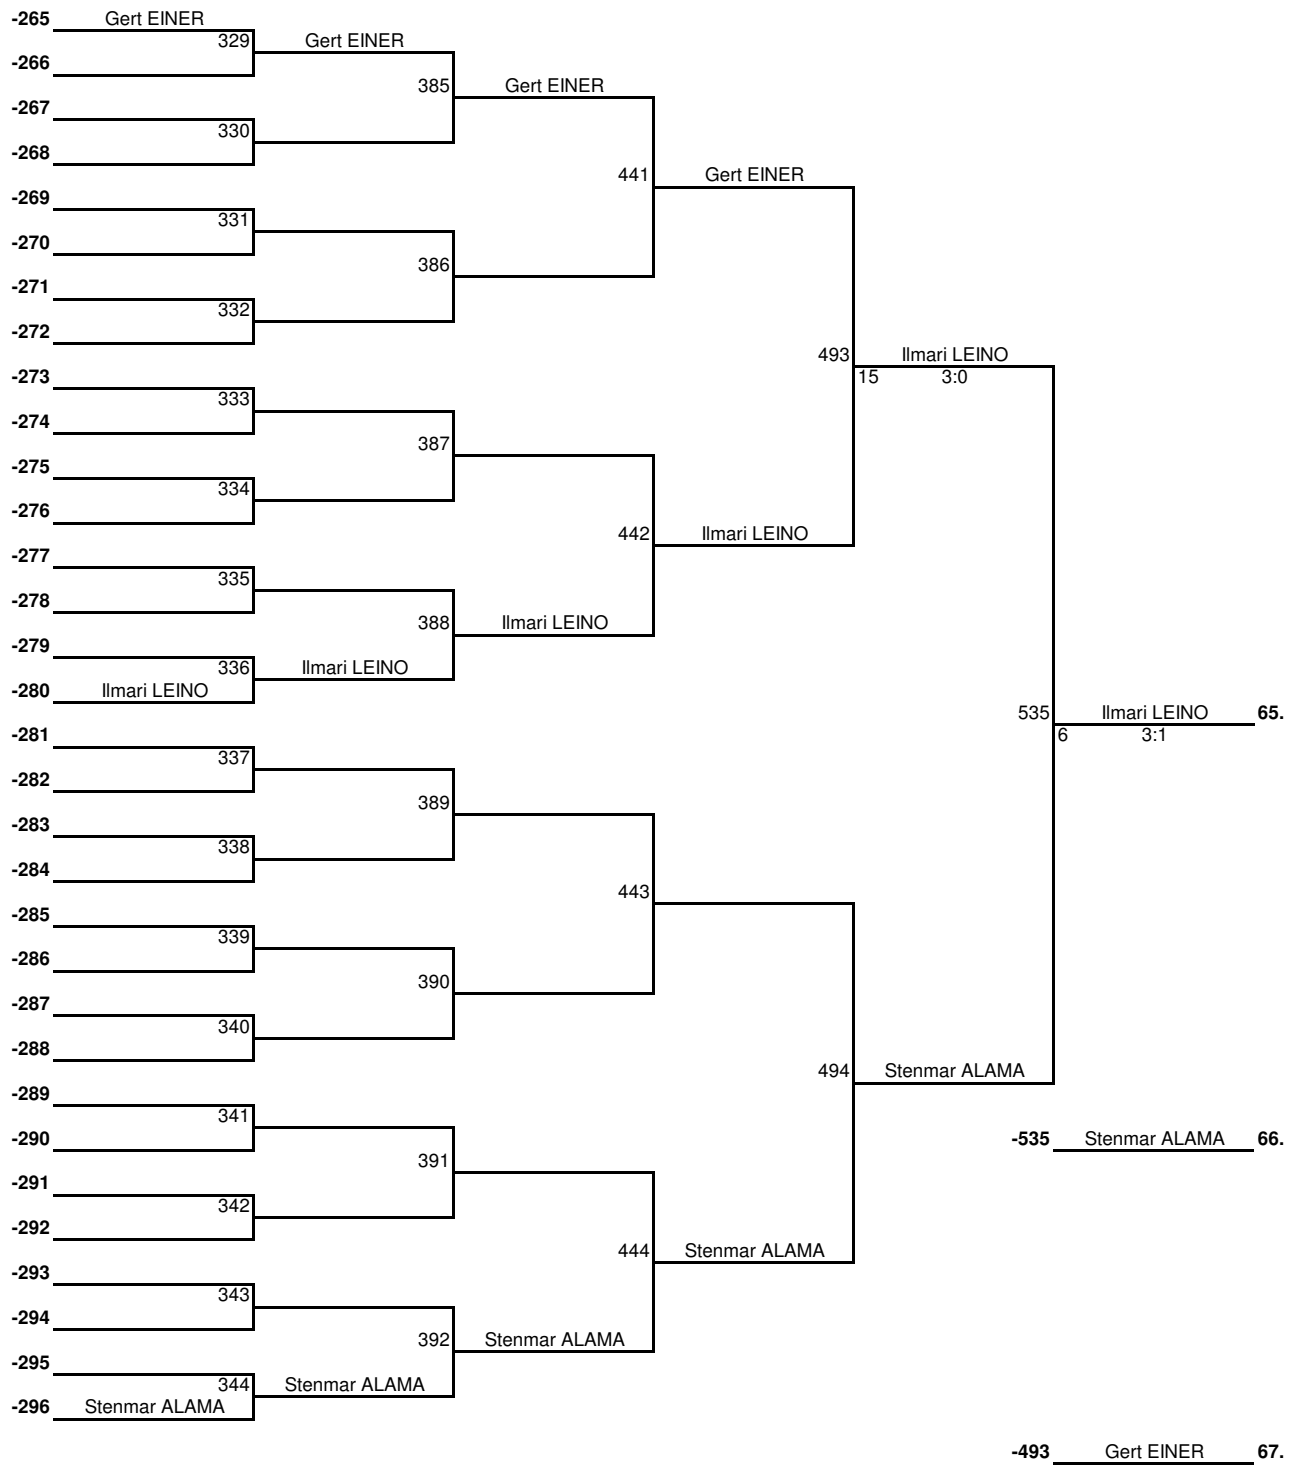 -265 Gert EINER
329 Gert EINER
-266
385 Gert EINER
-267
330
-268
441 Gert EINER
-269
331
-270
386
-271
332
-272
493 Ilmari LEINO
15 3:0
-273
333
-274
387
-275
334
-276
442 Ilmari LEINO
-277
335
-278
388 Ilmari LEINO
-279
336 Ilmari LEINO
-280 Ilmari LEINO
535 Ilmari LEINO 65.
6 3:1
-281
337
-282
389
-283
338
-284
443
-285
339
-286
390
-287
340
-288
494 Stenmar ALAMA
-289
341
-290
-535 Stenmar ALAMA 66.
391
-291
342
-292
444 Stenmar ALAMA
-293
343
-294
392 Stenmar ALAMA
-295
344 Stenmar ALAMA
-296 Stenmar ALAMA
-493 Gert EINER 67.